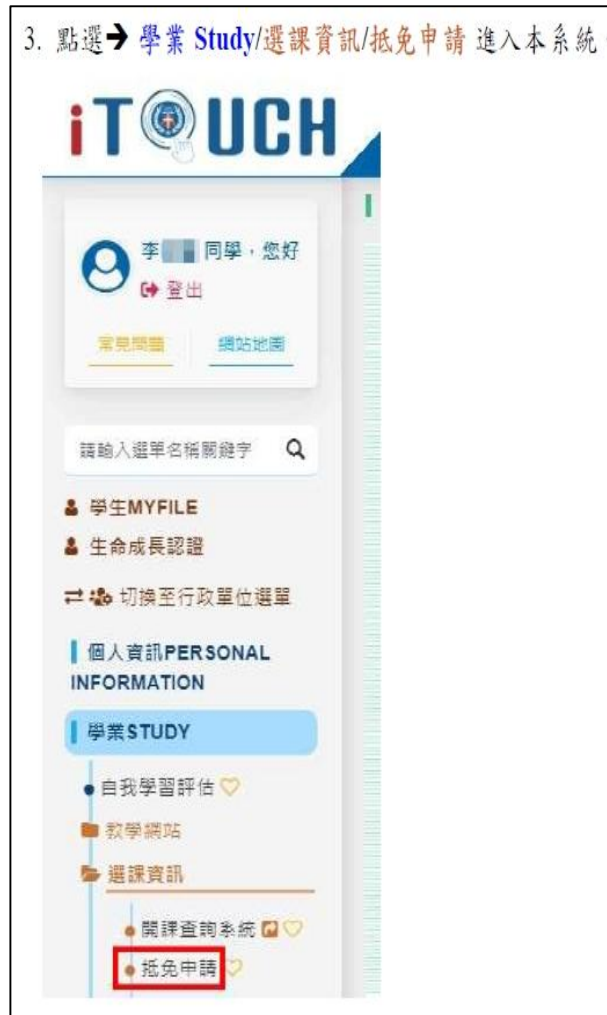 3. 點選➔ 學業 Study/選課資訊/抵免申請 進入本系統
iTOUCH
李 同學,您好
登出
常見問題
網站地圖
請輸入選單名稱關鍵字
學生MYFILE
生命成長認證
切換至行政單位選單
個人資訊PERSONAL
INFORMATION
學業STUDY
自我學習評估
教學網站
選課資訊
開課查詢系統
抵免申請